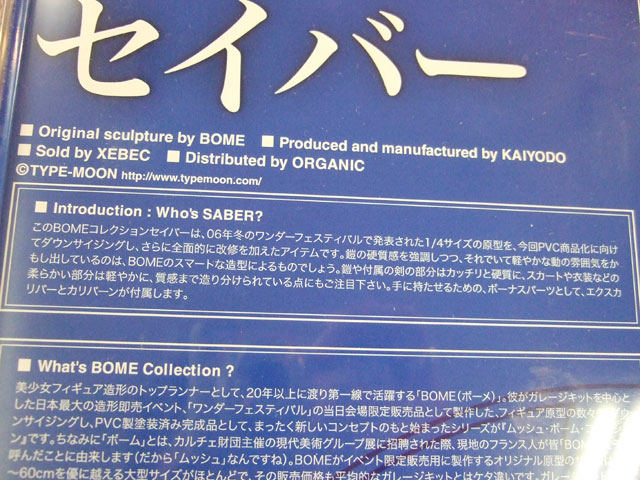 セイバー
■ Original sculpture by BOME ■ Produced and manufactured by KAIYODO
■ Sold by XEBEC ■ Distributed by ORGANIC
©TYPE-MOON http://www.typemoon.com/
■ Introduction : Who's SABER?
このBOMEコレクションセイバーは、06年冬のワンダーフェスティバルで発表された1/4サイズの原型を、今回PVC商品化に向け
てダウンサイジングし、さらに全面的に改修を加えたアイテムです。鎧の硬質感を強調しつつ、それでいて軽やかな動の雰囲気をか
もし出しているのは、BOMEのスマートな造型によるものでしょう。鎧や付属の剣の部分はカッチリと硬質に、スカートや衣装などの
柔らかい部分は軽やかに、質感まで造り分けられている点にもご注目下さい。手に持たせるための、ボーナスパーツとして、エクスカ
リバーとカリバーンが付属します。
■ What's BOME Collection ?
美少女フィギュア造形のトップランナーとして、20年以上に渡り第一線で活躍する「BOME(ボーメ)」。彼がガレージキットを中心と
した日本最大の造形即売イベント、「ワンダーフェスティバル」の当日会場限定販売品として製作した、フィギュア原型の数々を
ウンサイジングし、PVC製塗装済み完成品として、まったく新しいコンセプトのもと始まったシリーズが「ムッシュ・ボーム・コ
ン」です。ちなみに「ボーム」とは、カルチェ財団主催の現代美術グループ展に招聘された際、現地のフランス人が皆「BOM
呼んだことに由来します(だから「ムッシュ」なんですね)。BOMEがイベント限定販売用に製作するオリジナル原型の
～60cmを優に越える大型サイズがほとんどで、その販売価格も平均的なガレージキットとはケタ違いです。